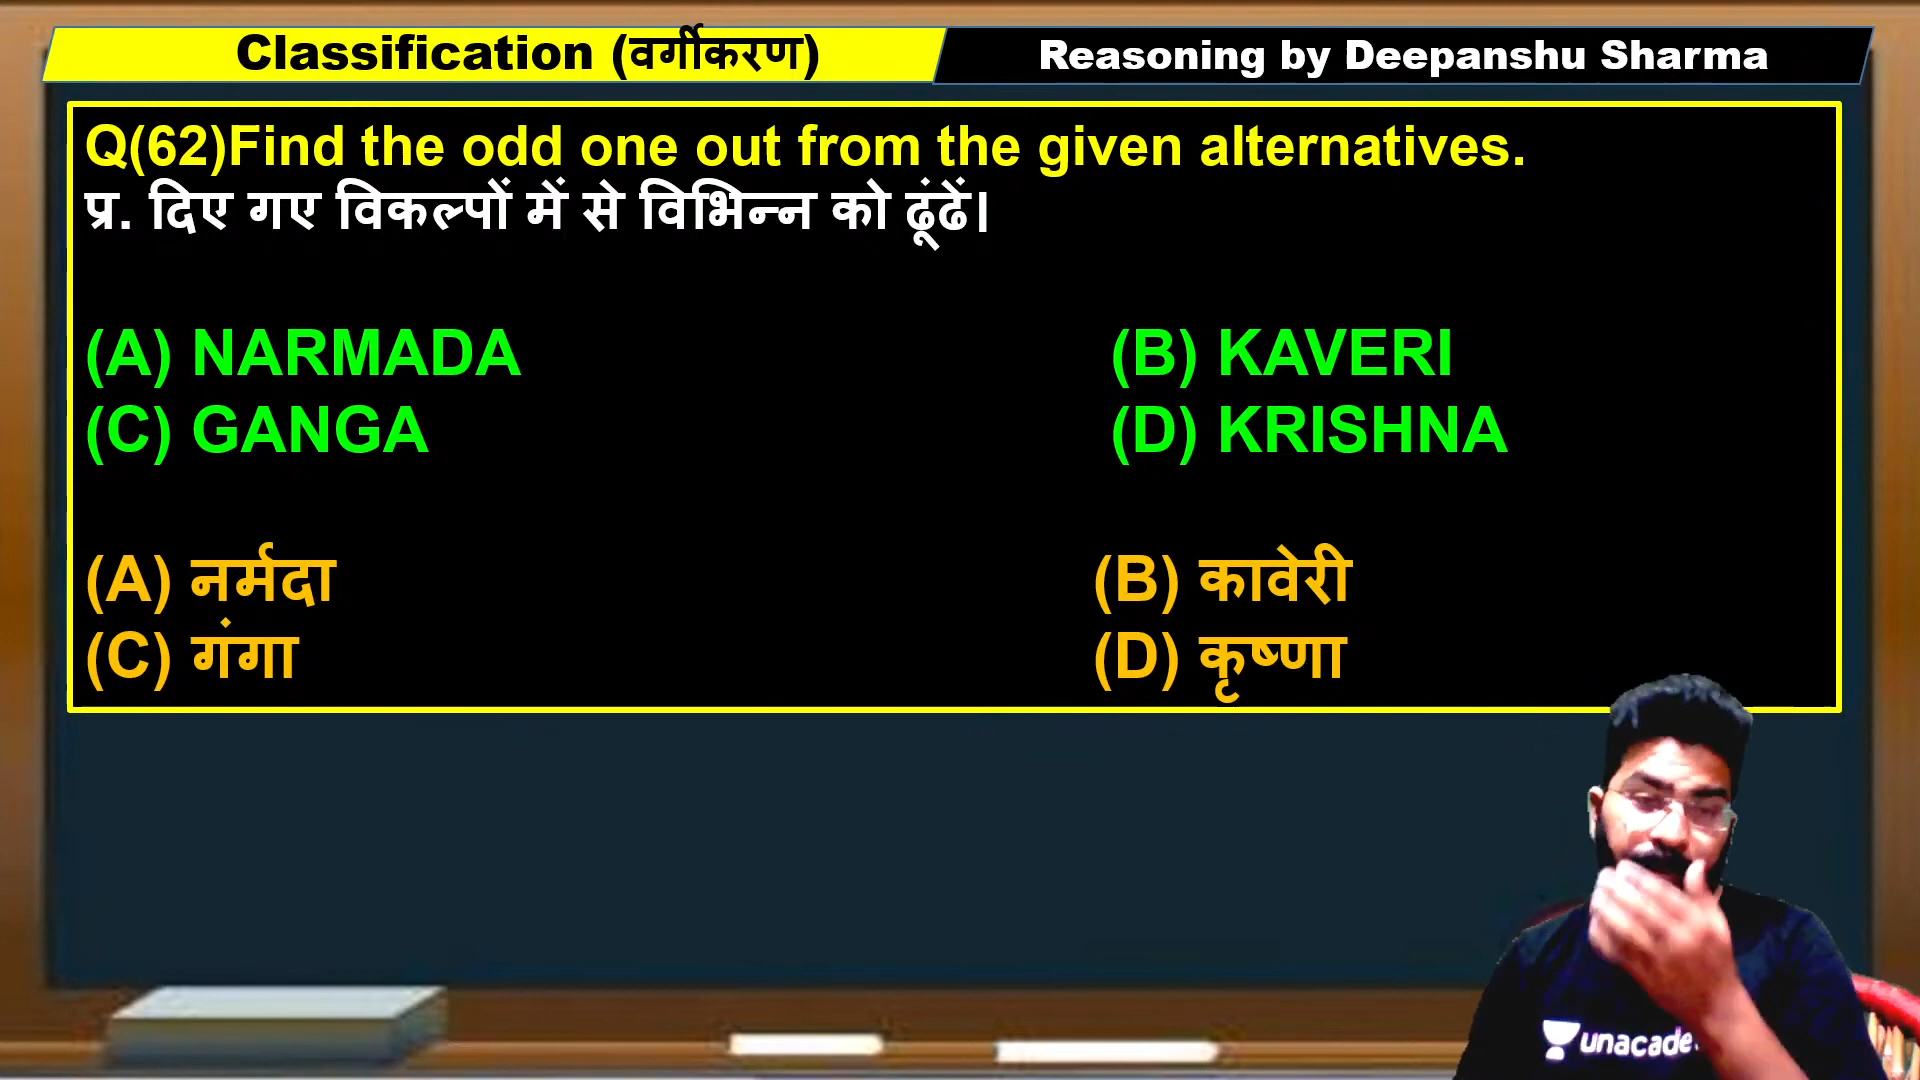 Classification (वर्गीकरण)
Reasoning by Deepanshu Sharma
Q(62)Find the odd one out from the given alternatives.
प्र. दिए गए विकल्पों में से विभिन्न को ढूंढें।
(A) NARMADA (B) KAVERI
(C) GANGA (D) KRISHNA
(A) नर्मदा (B) कावेरी
(C) गंगा (D) कृष्णा
unacade